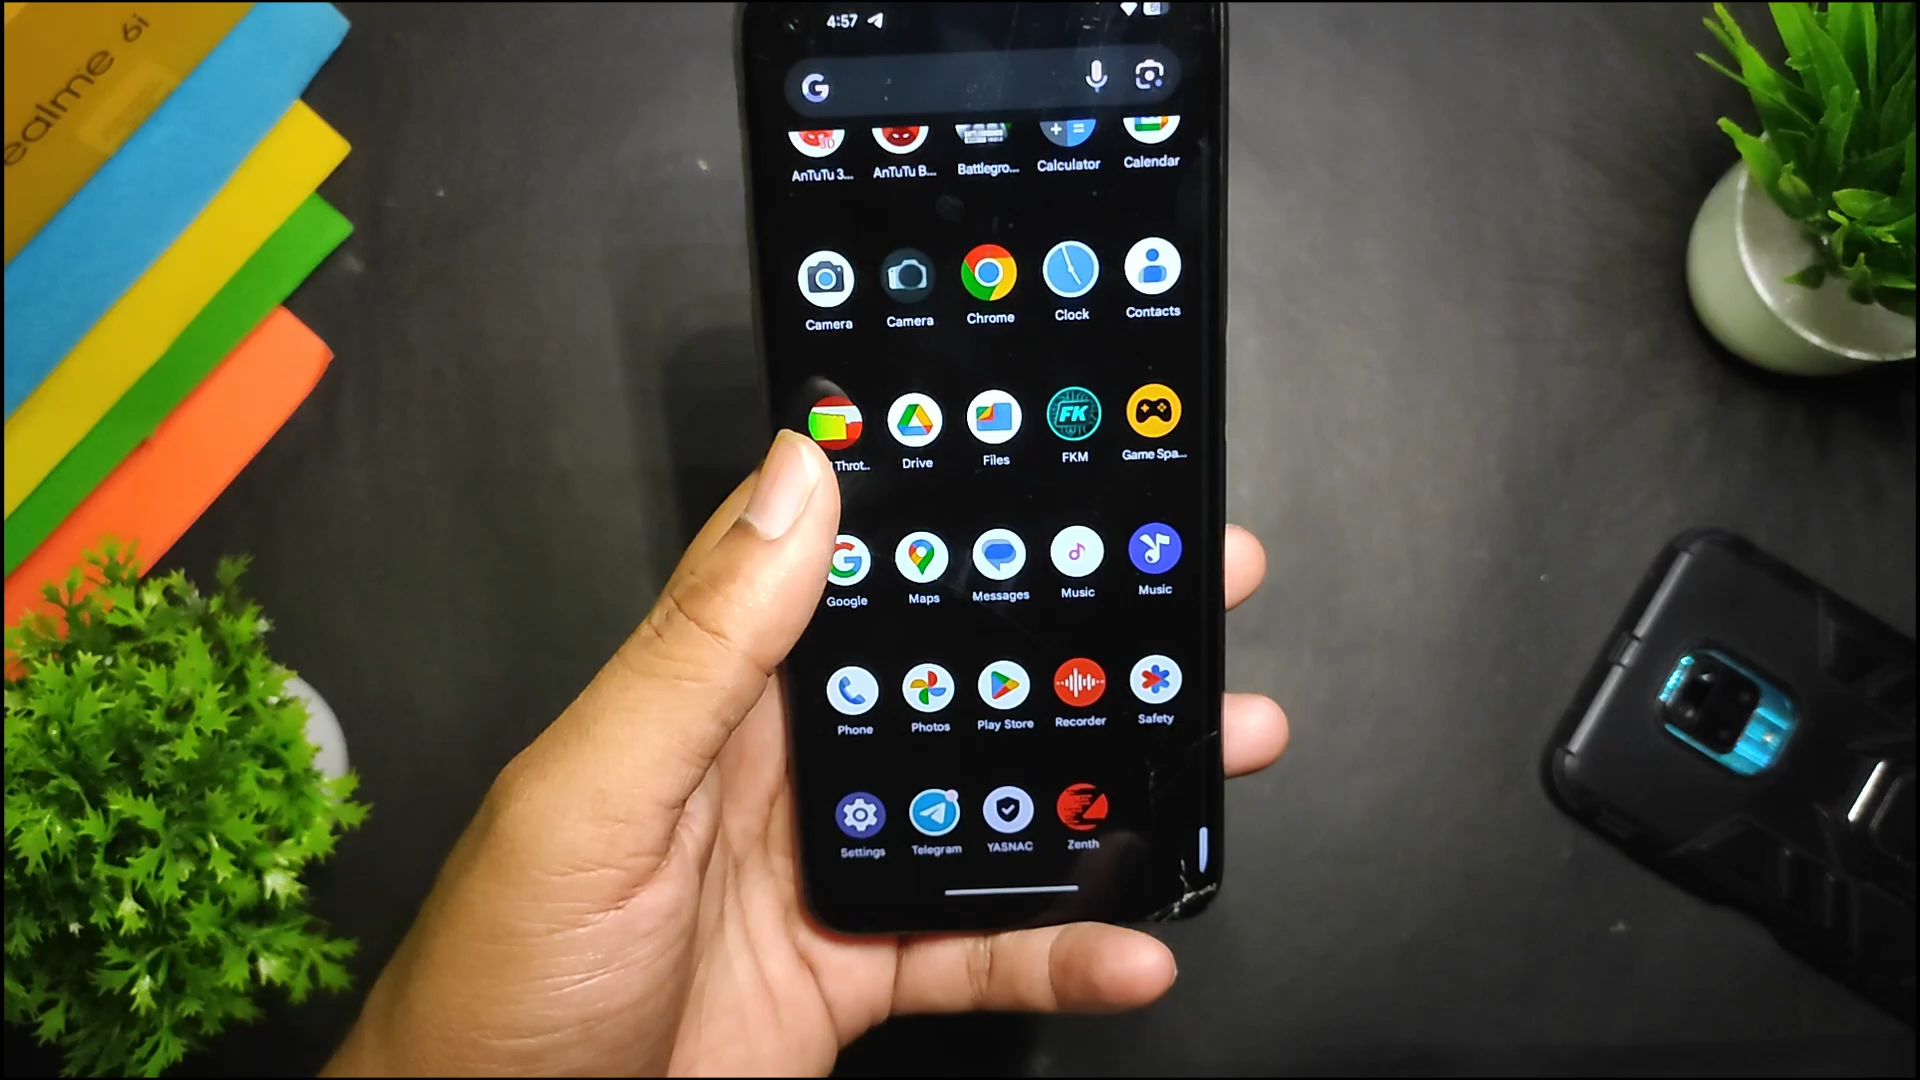 realme 6i
4:57
G
AnTuTu 3... AnTuTu B... Battlegro... Calculator Calendar
Camera Camera Chrome Clock Contacts
Throt.. Drive Files FKM Game Spa...
FK
Google Maps Messages Music Music
Phone Photos Play Store Recorder Safety
Settings Telegram YASNAC Zenth